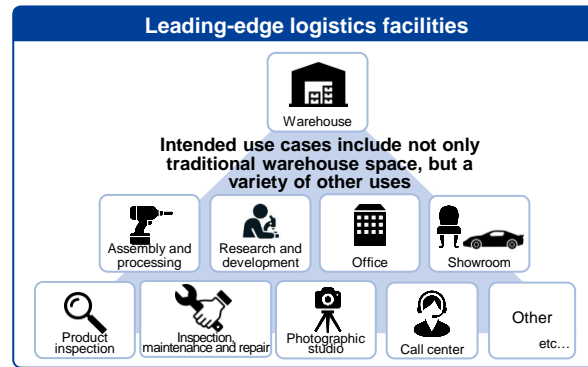 Leading-edge logistics facilities
Warehouse
Intended use cases include not only
traditional warehouse space, but a
variety of other uses
Assembly and
processing
Research and
development
Office
Showroom
Product
inspection
Inspection,
maintenance and repair
Photographic
studio
Call center
Other
etc…